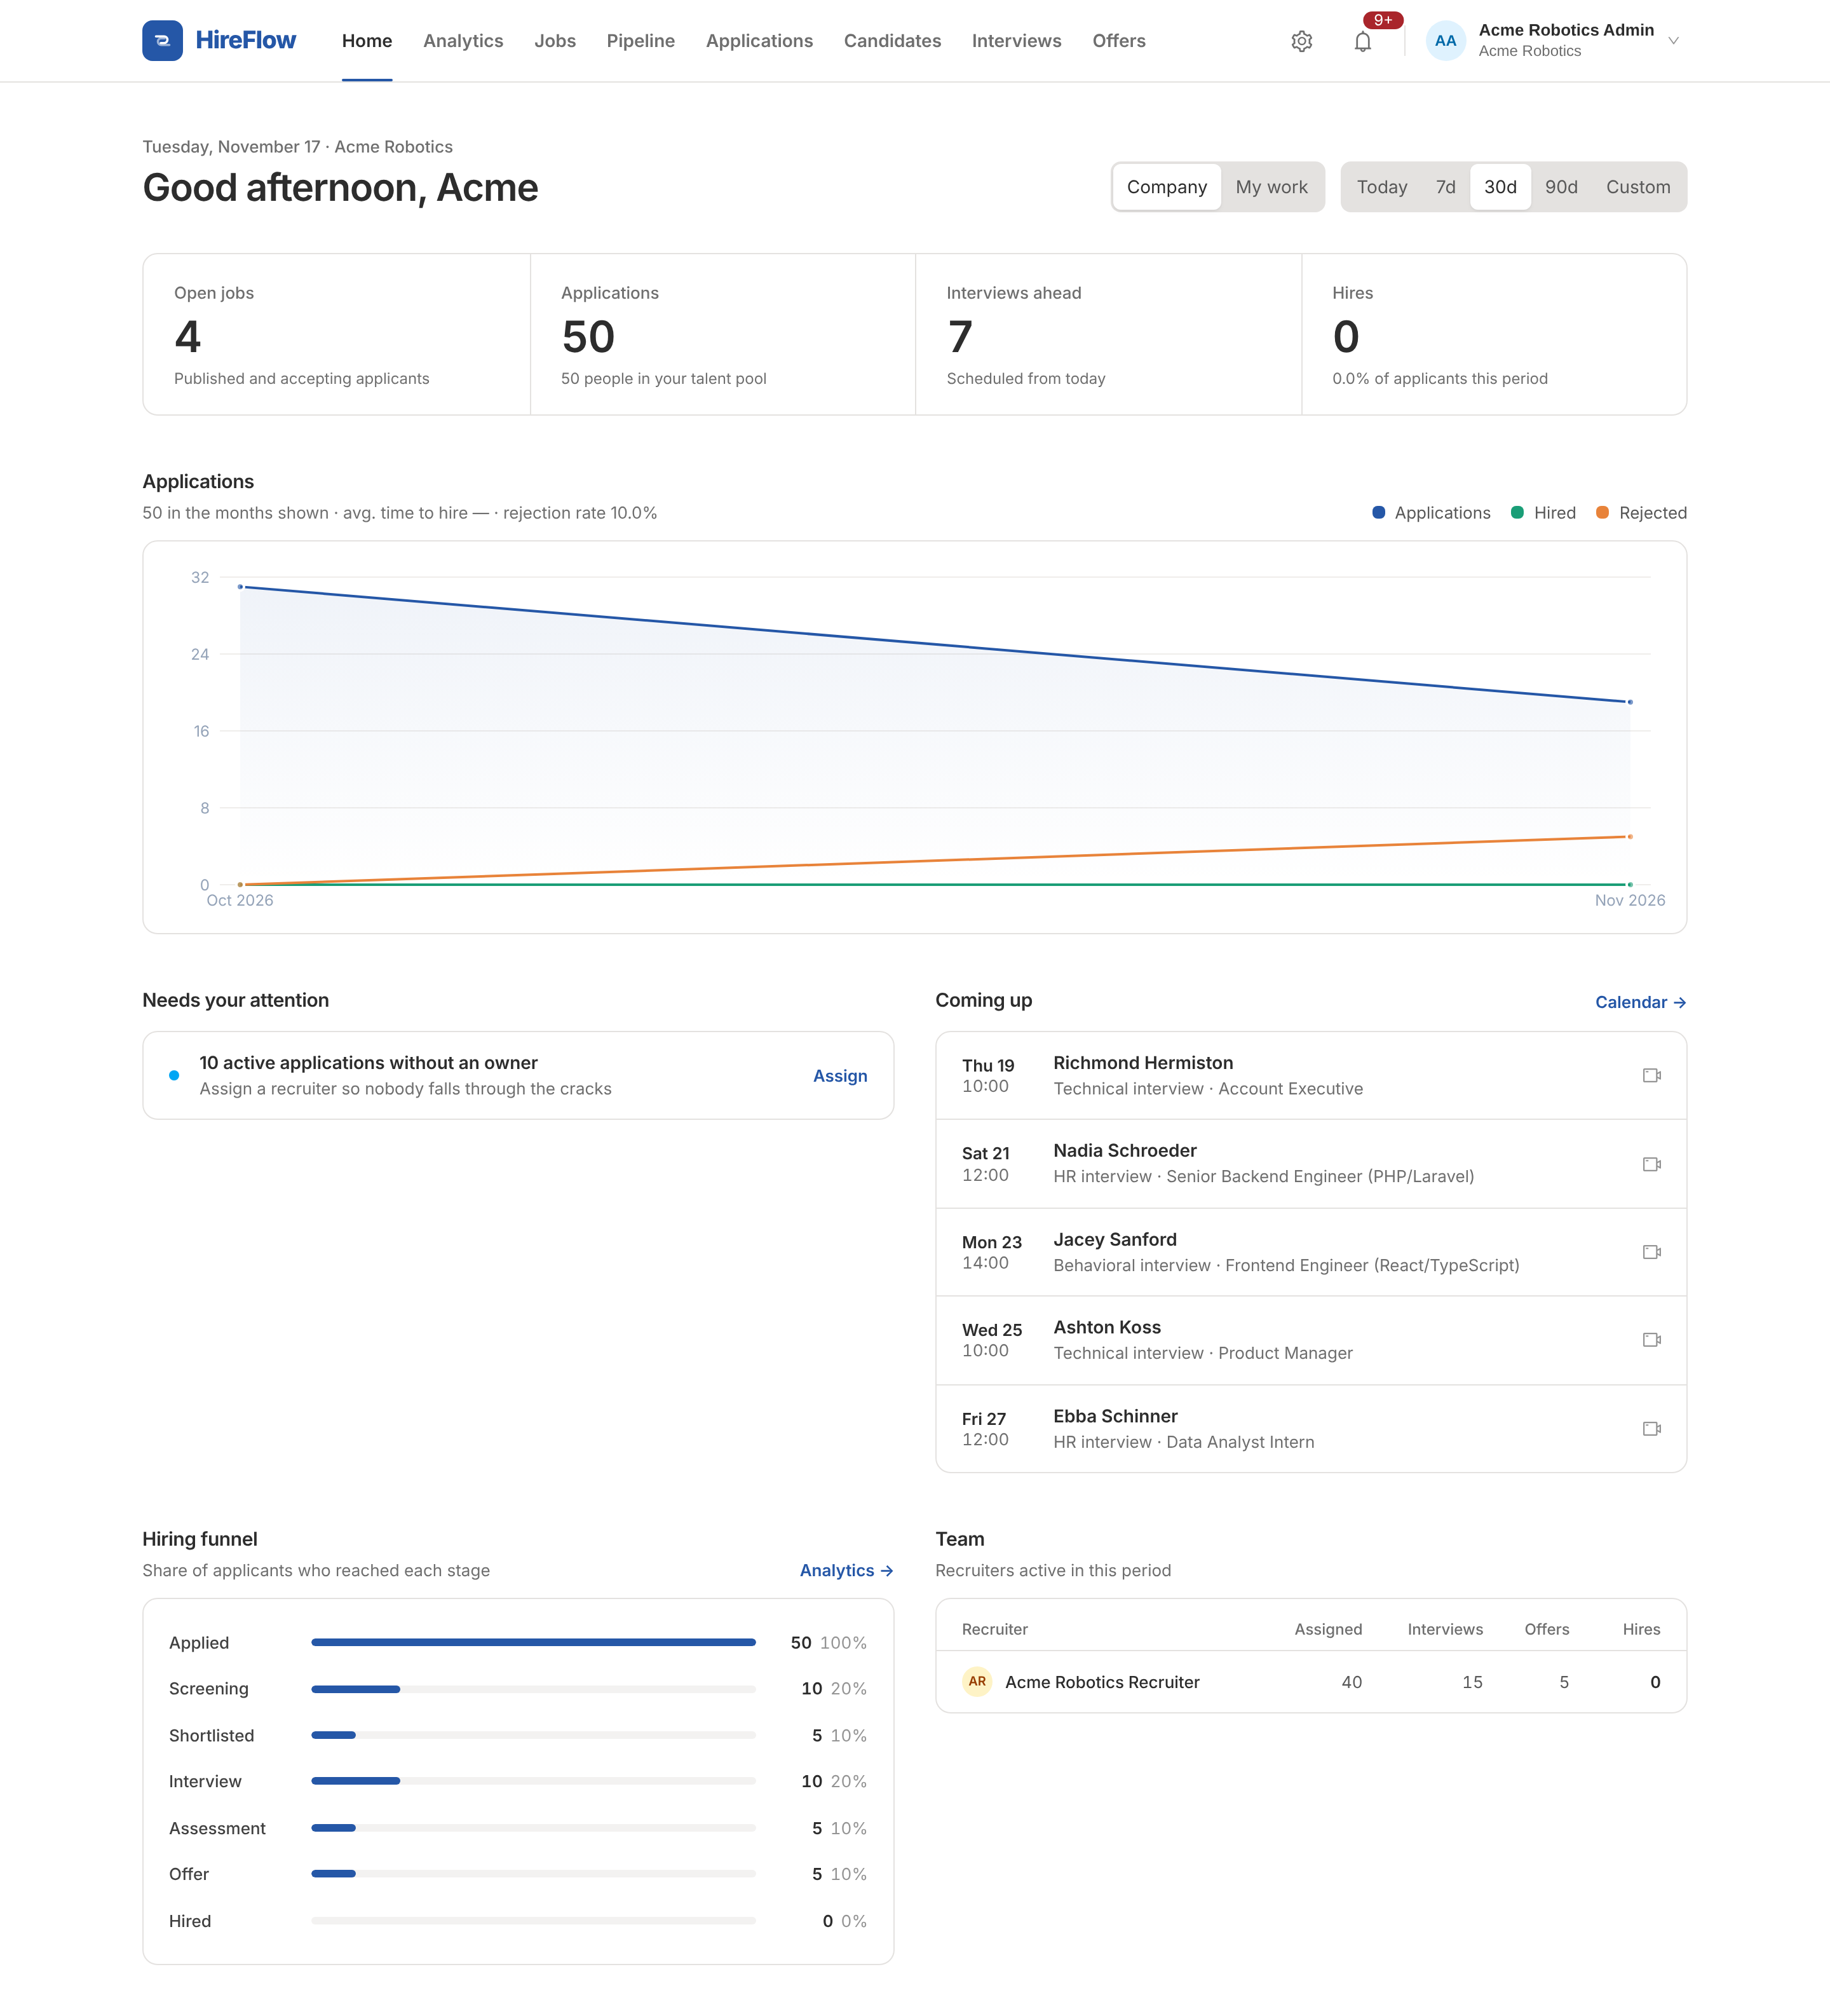 HireFlow
Home Analytics Jobs Pipeline Applications Candidates Interviews Offers
9+
AA
Acme Robotics Admin
Acme Robotics
Tuesday, November 17 · Acme Robotics
Good afternoon, Acme
Company My work
Today 7d 30d 90d Custom
Open jobs
4
Published and accepting applicants
Applications
50
50 people in your talent pool
Interviews ahead
7
Scheduled from today
Hires
0
0.0% of applicants this period
Applications
50 in the months shown · avg. time to hire — · rejection rate 10.0%
Applications Hired Rejected
32
24
16
8
0
Oct 2026 Nov 2026
Needs your attention
10 active applications without an owner
Assign a recruiter so nobody falls through the cracks
Assign
Coming up
Calendar →
Thu 19
10:00
Richmond Hermiston
Technical interview · Account Executive
Sat 21
12:00
Nadia Schroeder
HR interview · Senior Backend Engineer (PHP/Laravel)
Mon 23
14:00
Jacey Sanford
Behavioral interview · Frontend Engineer (React/TypeScript)
Wed 25
10:00
Ashton Koss
Technical interview · Product Manager
Fri 27
12:00
Ebba Schinner
HR interview · Data Analyst Intern
Hiring funnel
Share of applicants who reached each stage
Analytics →
Applied 50 100%
Screening 10 20%
Shortlisted 5 10%
Interview 10 20%
Assessment 5 10%
Offer 5 10%
Hired 0 0%
Team
Recruiters active in this period
Recruiter Assigned Interviews Offers Hires
AR Acme Robotics Recruiter 40 15 5 0